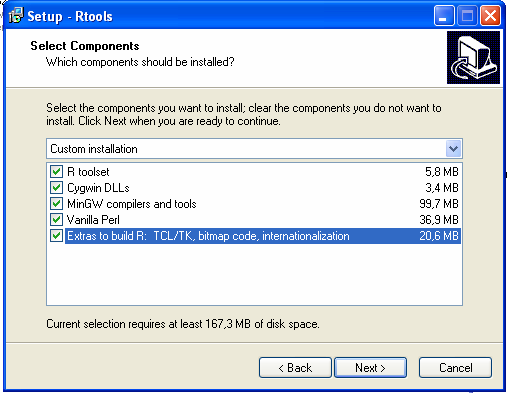 Setup - Rtools
Select Components
Which components should be installed?
Select the components you want to install; clear the components you do not want to
install. Click Next when you are ready to continue.
Custom installation
R toolset 5,8 MB
Cygwin DLLs 3,4 MB
MinGW compilers and tools 99,7 MB
Vanilla Perl 36,9 MB
Extras to build R: TCL/TK, bitmap code, internationalization 20,6 MB
Current selection requires at least 167,3 MB of disk space.
< Back Next > Cancel